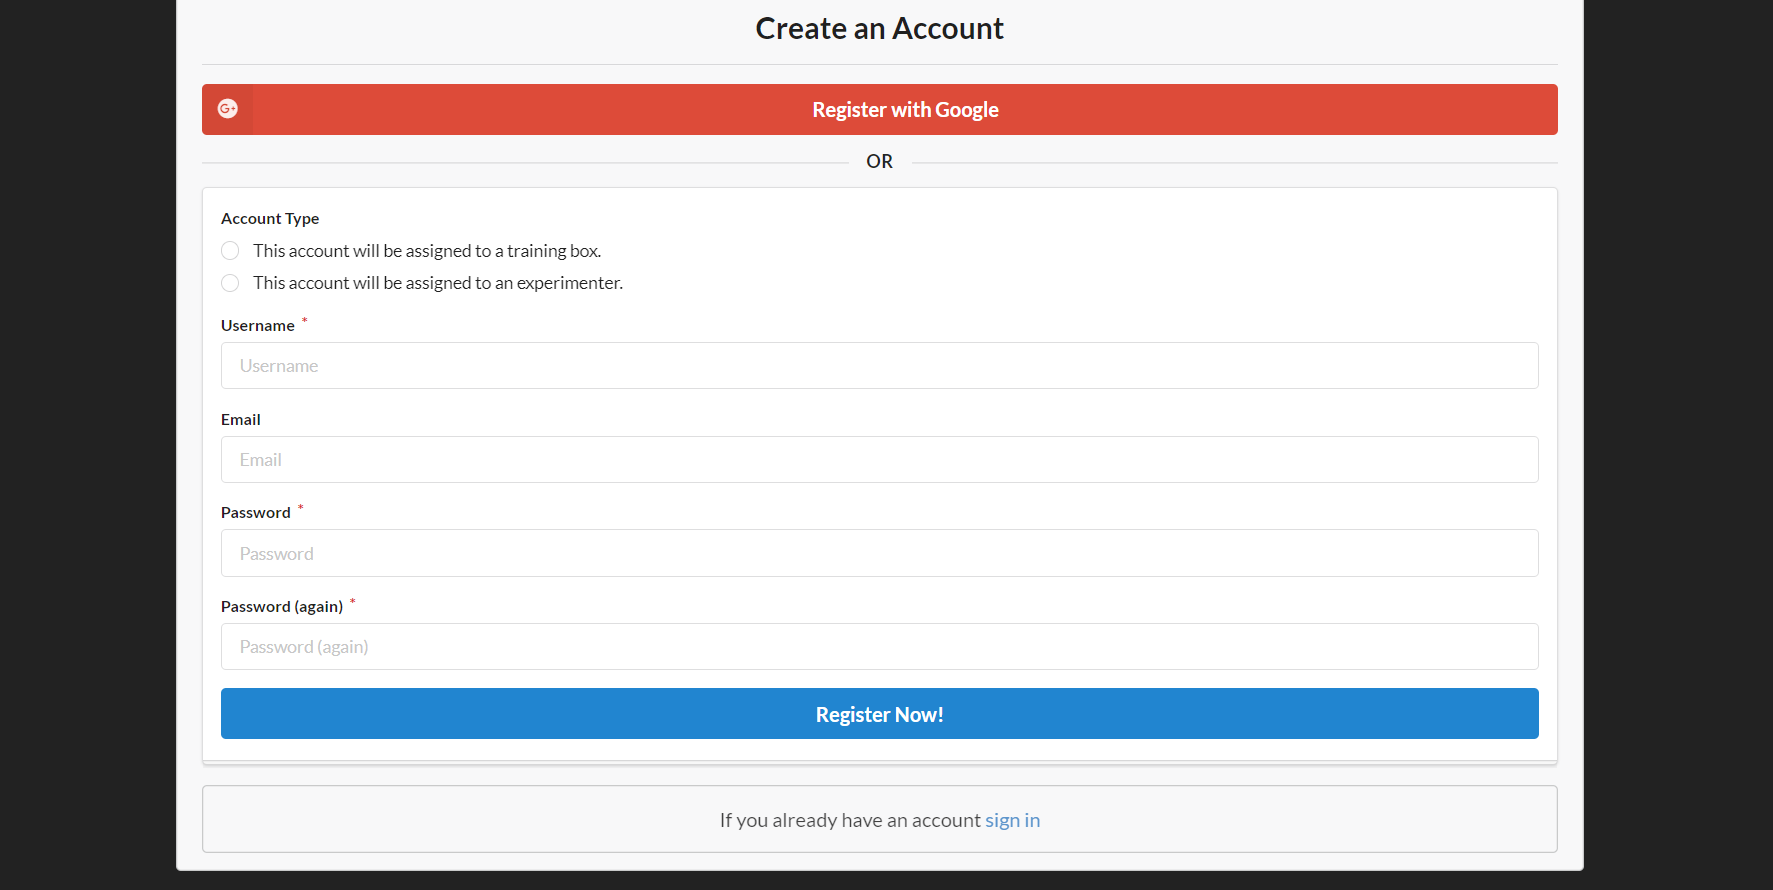 Create an Account
G+
Register with Google
OR
Account Type
This account will be assigned to a training box.
This account will be assigned to an experimenter.
Username *
Username
Email
Email
Password *
Password
Password (again) *
Password (again)
Register Now!
If you already have an account sign in